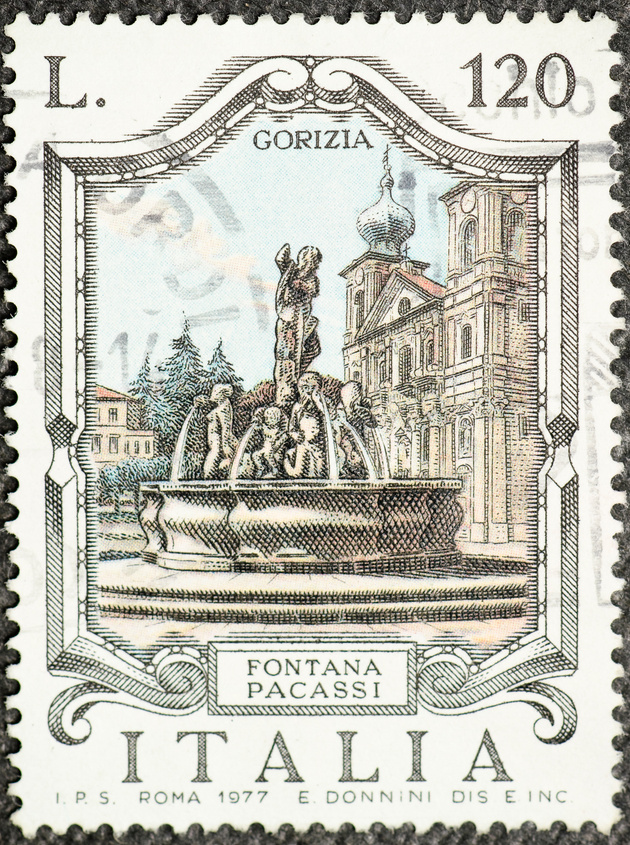 L. 120
GORIZIA
FONTANA
PACASSI
ITALIA
I.P.S. ROMA 1977 E. DONNINI DIS E INC.